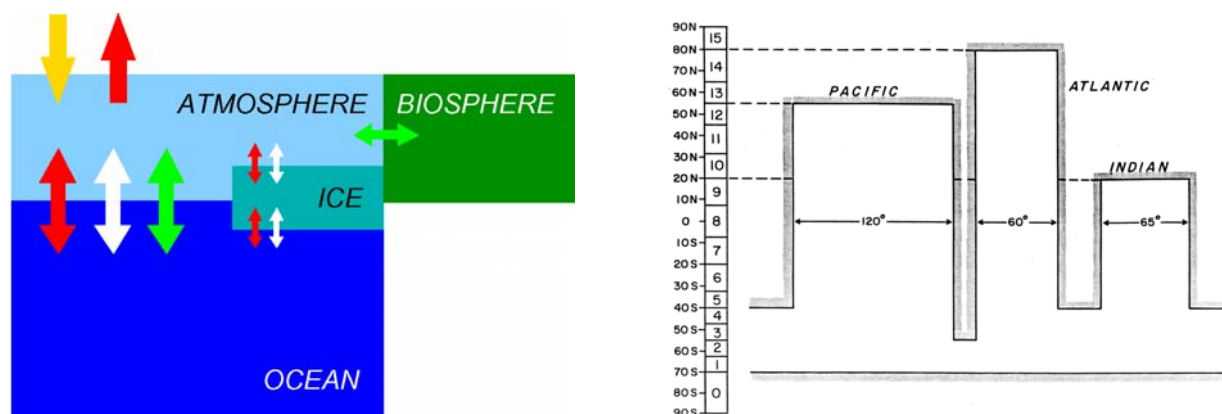 ATMOSPHERE
BIOSPHERE
ICE
OCEAN
90N
80N
70N
60N
50N
40N
30N
20N
10N
0
10S
20S
30S
40S
50S
60S
70S
80S
90S
15
14
13
12
11
10
9
8
7
6
5
4
3
2
1
0
PACIFIC
ATLANTIC
INDIAN
120°
60°
65°